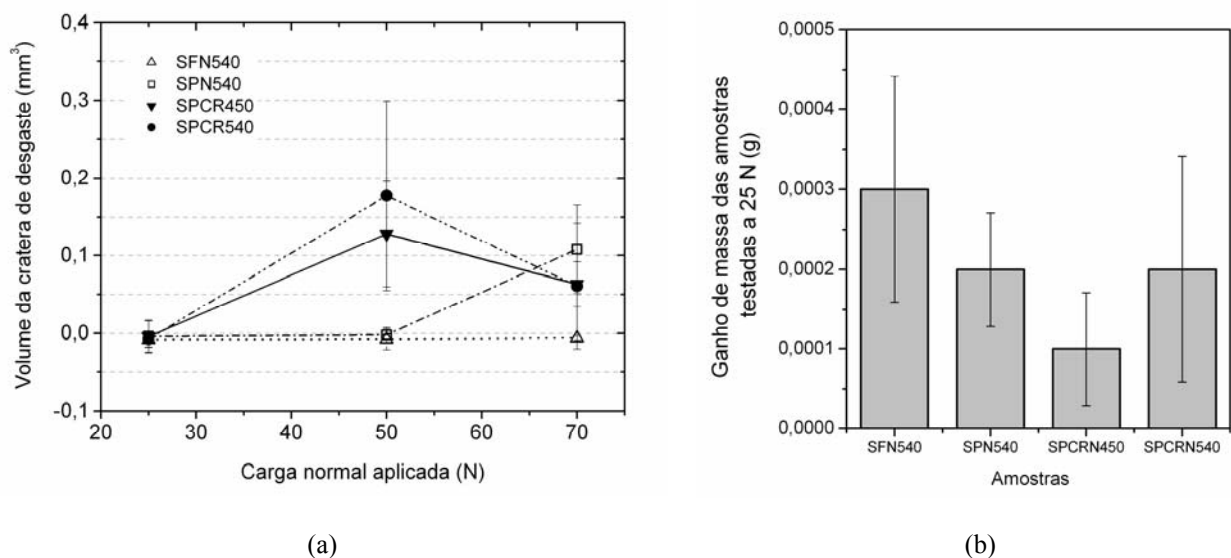 0,4
0,3
0,2
0,1
0,0
-0,1
Volume da cratera de desgaste (mm³)
SFN540
SPN540
SPCR450
SPCR540
20 30 40 50 60 70
Carga normal aplicada (N)
(a)
0,0005
0,0004
0,0003
0,0002
0,0001
0,0000
Ganho de massa das amostras
testadas a 25 N (g)
SFN540 SPN540 SPCRN450 SPCRN540
Amostras
(b)